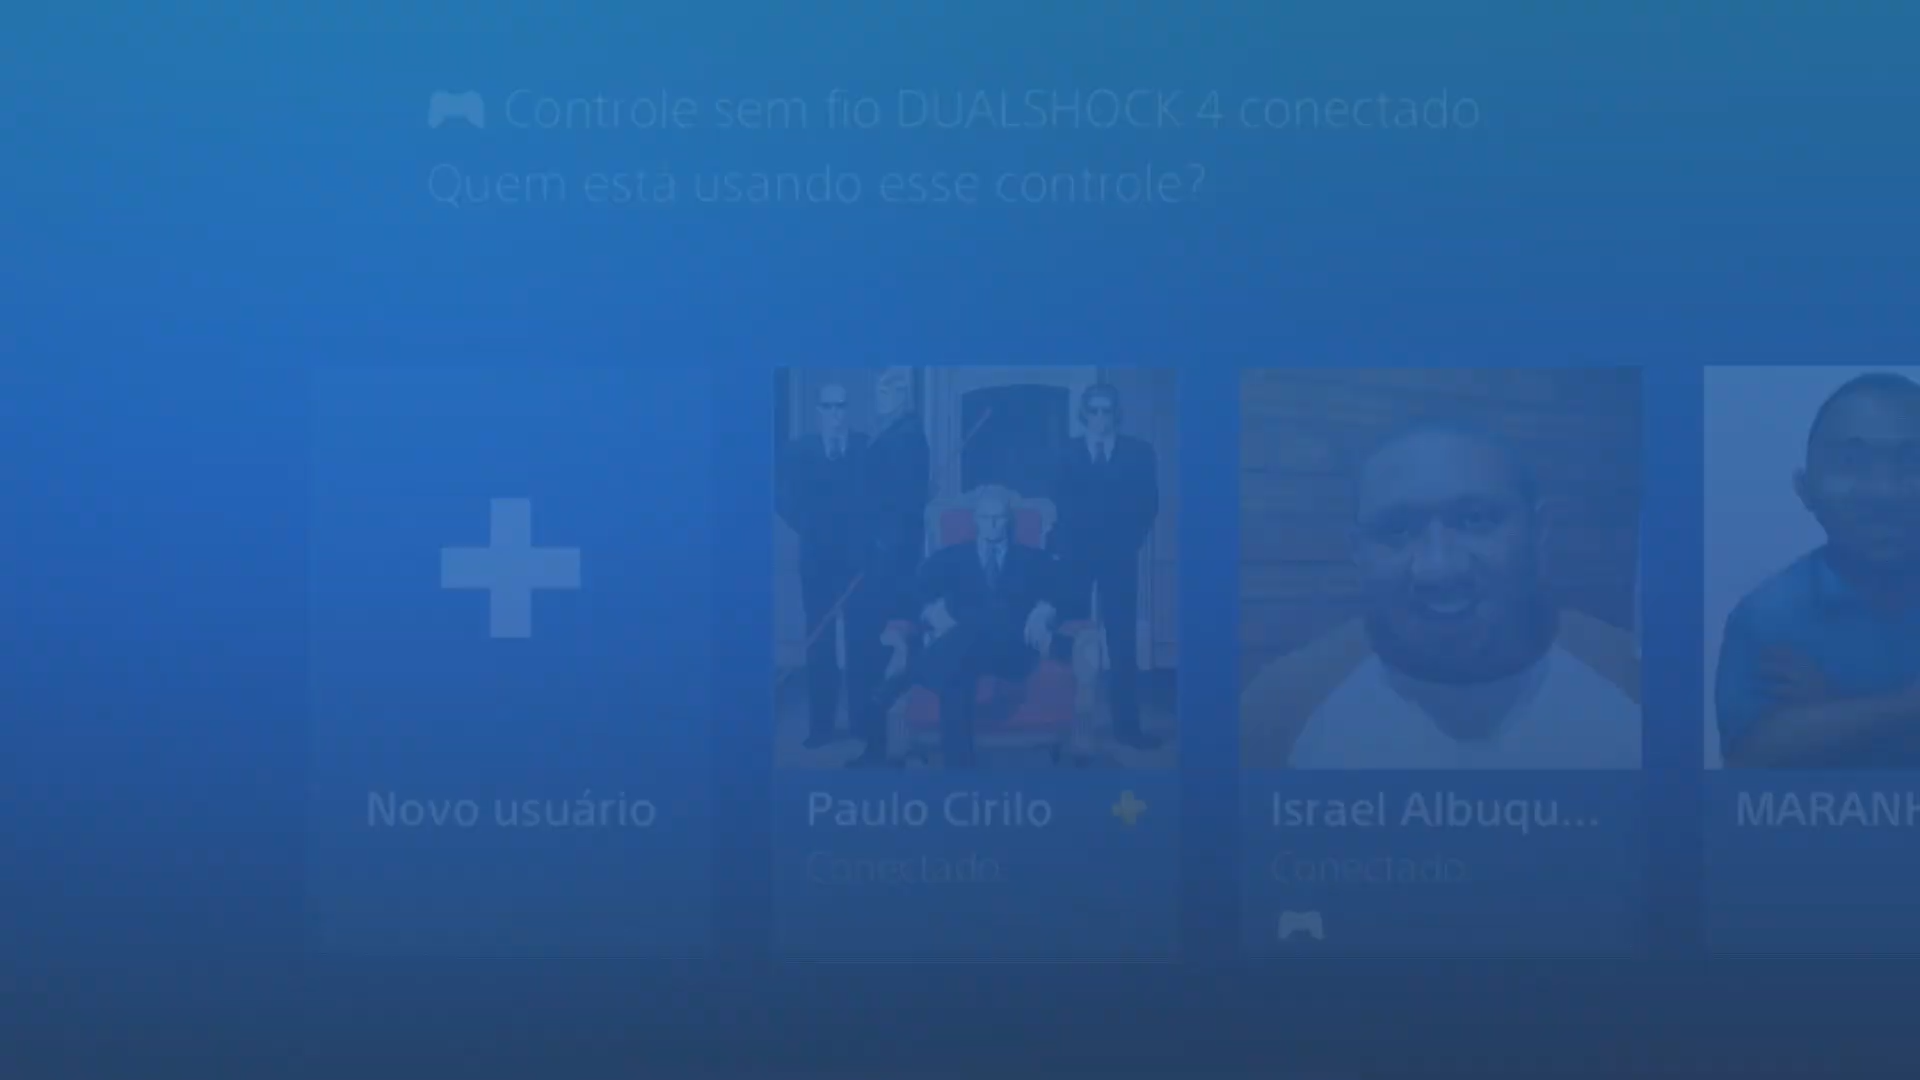 Controle sem fio DUALSHOCK 4 conectado
Quem está usando esse controle?
Novo usuário
Paulo Cirilo
Conectado
Israel Albuqu...
Conectado
MARANH